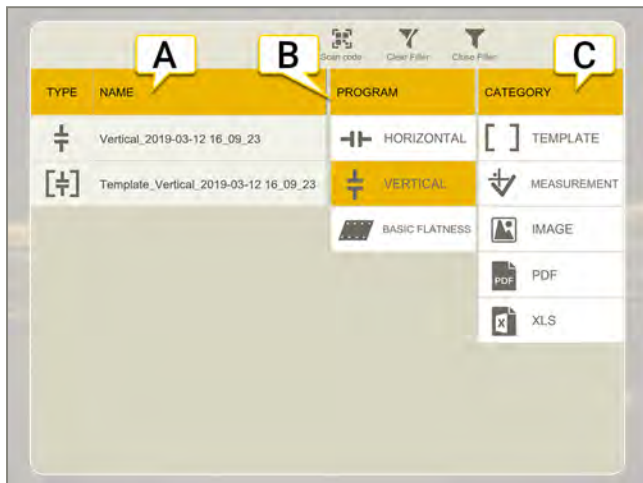 A
B
C
Scan code
Clear Filter
Close Filter
TYPE
NAME
PROGRAM
CATEGORY
Vertical_2019-03-12 16_09_23
HORIZONTAL
TEMPLATE
Template_Vertical_2019-03-12 16_09_23
VERTICAL
MEASUREMENT
BASIC FLATNESS
IMAGE
PDF
PDF
X
XLS